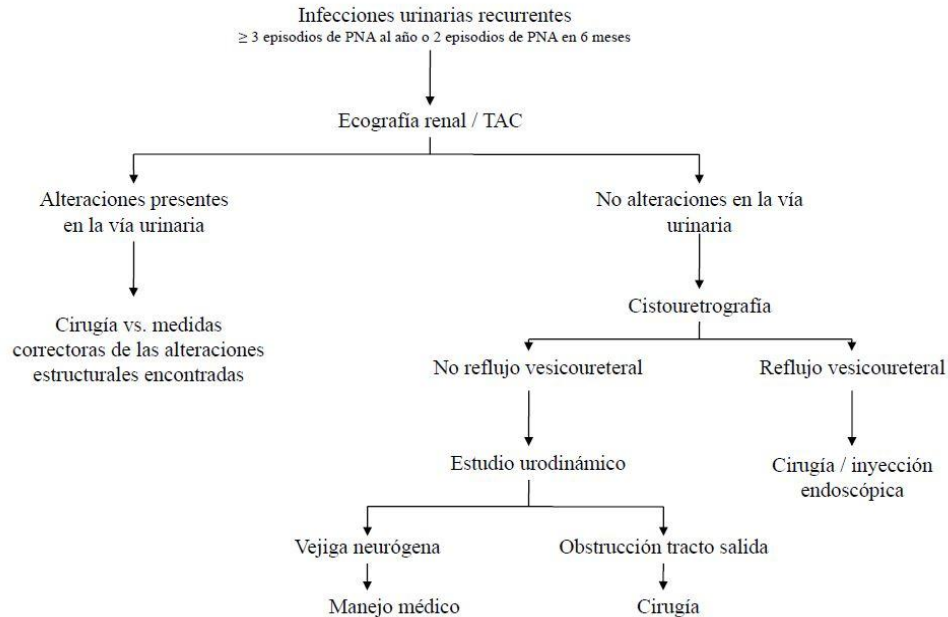 Infecciones urinarias recurrentes
≥ 3 episodios de PNA al año o 2 episodios de PNA en 6 meses
Ecografía renal / TAC
Alteraciones presentes
en la vía urinaria
No alteraciones en la vía
urinaria
Cirugía vs. medidas
correctoras de las alteraciones
estructurales encontradas
Cistouretrografía
No reflujo vesicoureteral
Reflujo vesicoureteral
Estudio urodinámico
Cirugía / inyección
endoscópica
Vejiga neurógena
Obstrucción tracto salida
Manejo médico
Cirugía